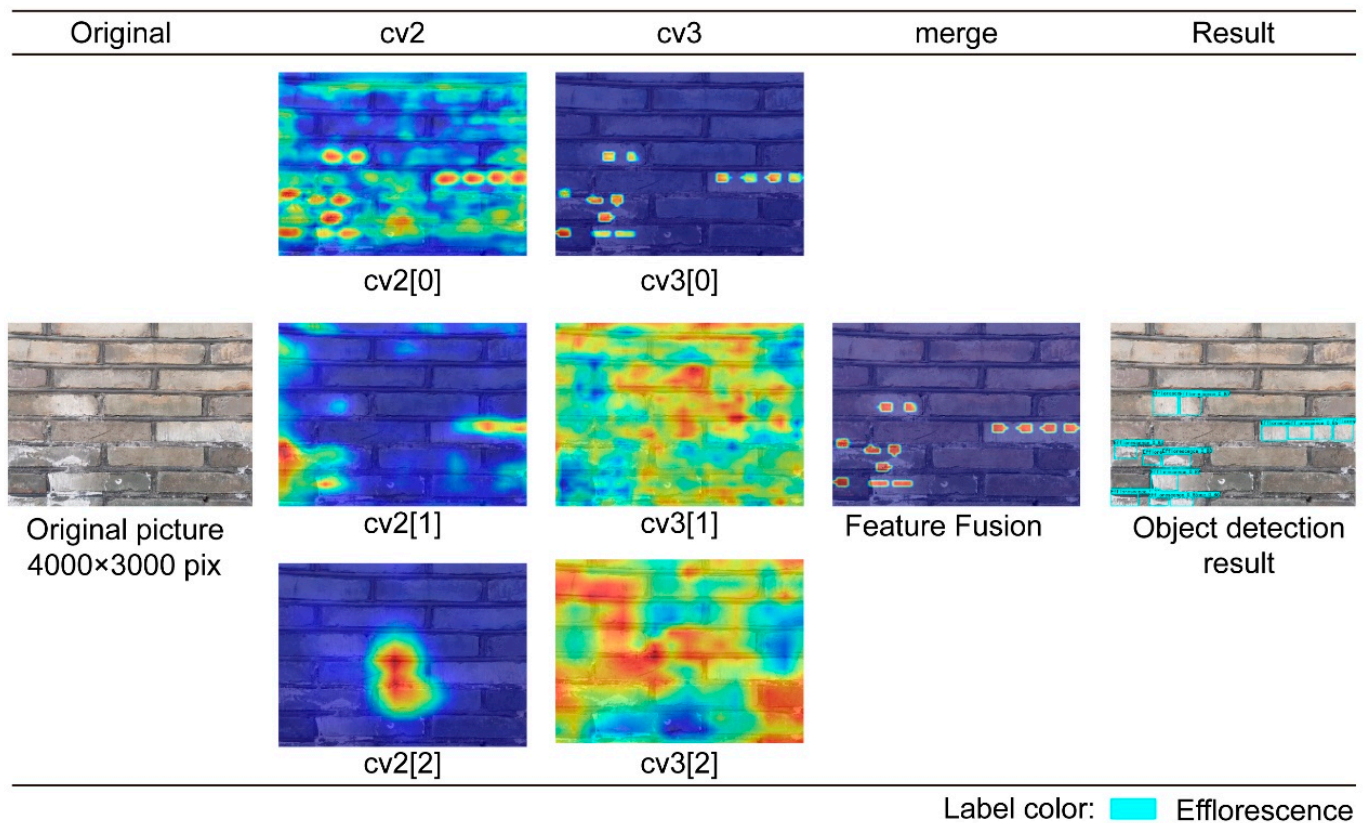 Original cv2 cv3 merge Result
cv2[0] cv3[0]
Original picture
4000×3000 pix
cv2[1] cv3[1] Feature Fusion Object detection
result
cv2[2] cv3[2]
Label color: Efflorescence